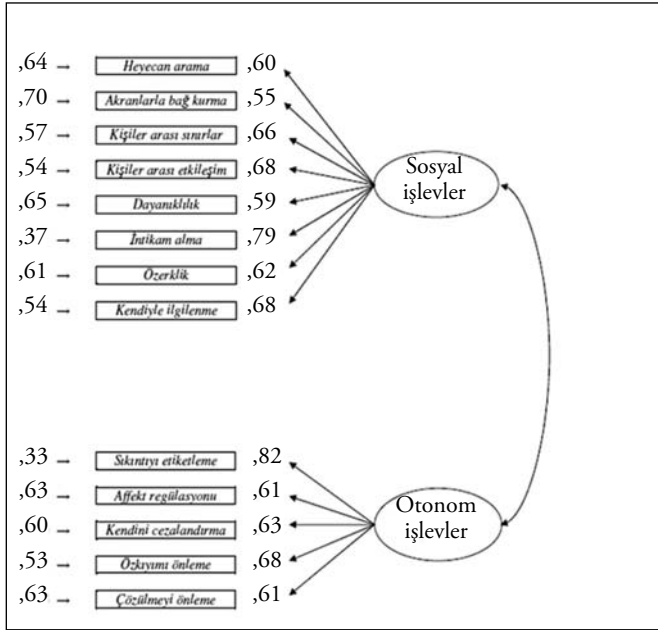 ,64 → Heyecan arama ,60
,70 → Akranlarla bağ kurma ,55
,57 → Kişiler arası sınırlar ,66
,54 → Kişiler arası etkileşim ,68
,65 → Dayanıklılık ,59
,37 → İntikam alma ,79
,61 → Özerklik ,62
,54 → Kendiyle ilgilenme ,68
Sosyal
işlevler
,33 → Sıkıntıyı etiketleme ,82
,63 → Affekt regülasyonu ,61
,60 → Kendini cezalandırma ,63
,53 → Özkıyımı önleme ,68
,63 → Çözülmeyi önleme ,61
Otonom
işlevler